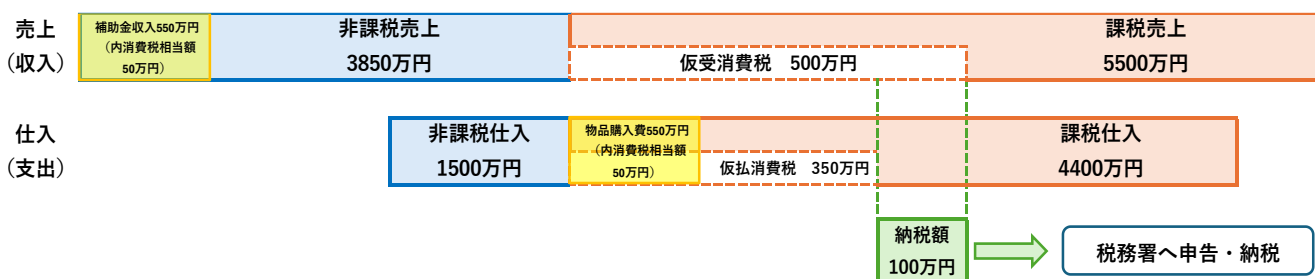 売上
（収入）
補助金収入550万円
（内消費税相当額
50万円）
非課税売上
3850万円
課税売上
5500万円
仮受消費税　500万円
仕入
（支出）
非課税仕入
1500万円
物品購入費550万円
（内消費税相当額
50万円）
仮払消費税　350万円
課税仕入
4400万円
納税額
100万円
税務署へ申告・納税